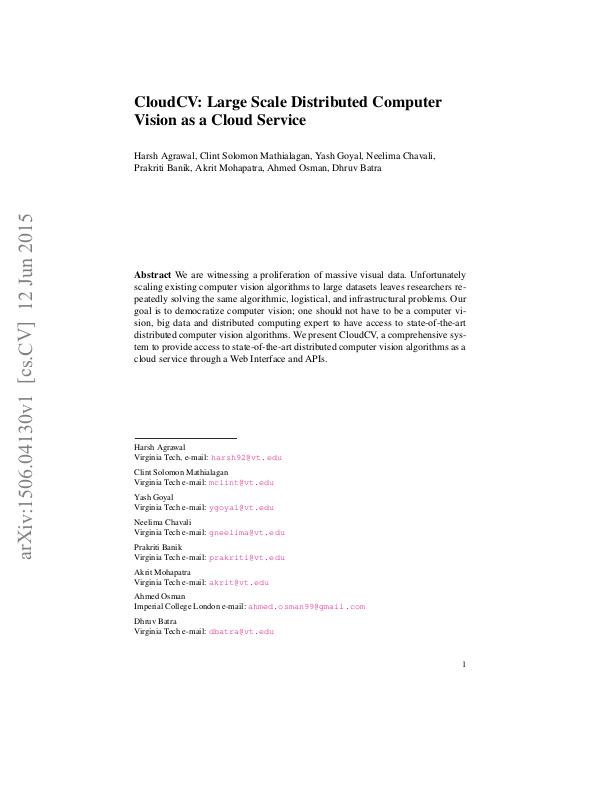 CloudCV: Large Scale Distributed Computer
Vision as a Cloud Service
Harsh Agrawal, Clint Solomon Mathialagan, Yash Goyal, Neelima Chavali,
Prakriti Banik, Akrit Mohapatra, Ahmed Osman, Dhruv Batra
arXiv:1506.04130v1 [cs.CV] 12 Jun 2015
Abstract We are witnessing a proliferation of massive visual data. Unfortunately
scaling existing computer vision algorithms to large datasets leaves researchers re-
peatedly solving the same algorithmic, logistical, and infrastructural problems. Our
goal is to democratize computer vision; one should not have to be a computer vi-
sion, big data and distributed computing expert to have access to state-of-the-art
distributed computer vision algorithms. We present CloudCV, a comprehensive sys-
tem to provide access to state-of-the-art distributed computer vision algorithms as a
cloud service through a Web Interface and APIs.
Harsh Agrawal
Virginia Tech, e-mail: harsh92@vt.edu
Clint Solomon Mathialagan
Virginia Tech e-mail: mclint@vt.edu
Yash Goyal
Virginia Tech e-mail: ygoyal@vt.edu
Neelima Chavali
Virginia Tech e-mail: gneelima@vt.edu
Prakriti Banik
Virginia Tech e-mail: prakriti@vt.edu
Akrit Mohapatra
Virginia Tech e-mail: akrit@vt.edu
Ahmed Osman
Imperial College London e-mail: ahmed.osman99@gmail.com
Dhruv Batra
Virginia Tech e-mail: dbatra@vt.edu
1